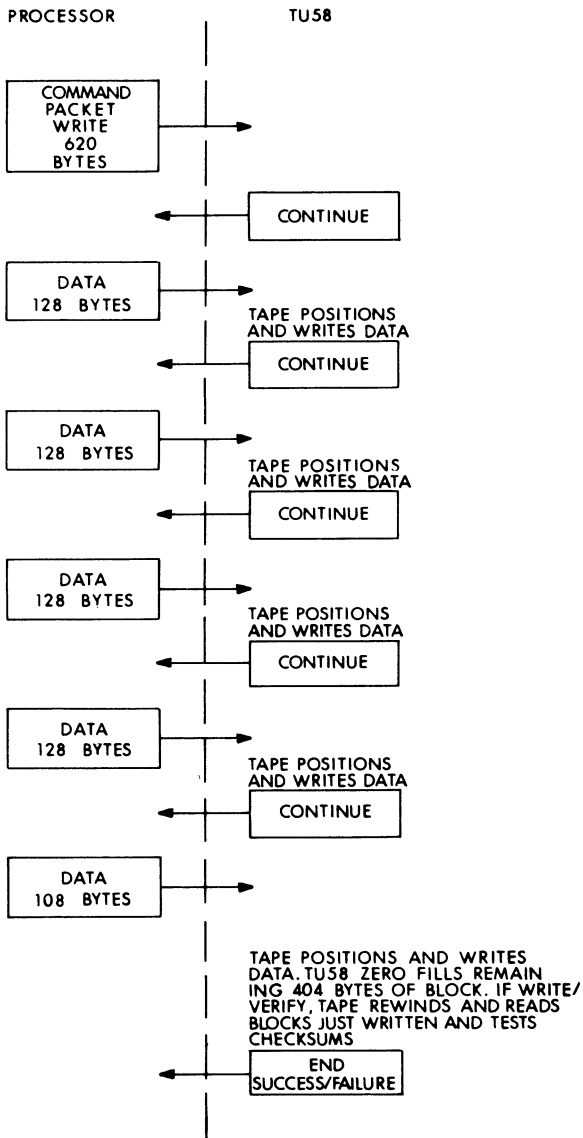 PROCESSOR TU58
COMMAND
PACKET
WRITE
620
BYTES
CONTINUE
DATA
128 BYTES
TAPE POSITIONS
AND WRITES DATA
CONTINUE
DATA
128 BYTES
TAPE POSITIONS
AND WRITES DATA
CONTINUE
DATA
128 BYTES
TAPE POSITIONS
AND WRITES DATA
CONTINUE
DATA
128 BYTES
TAPE POSITIONS
AND WRITES DATA
CONTINUE
DATA
108 BYTES
TAPE POSITIONS AND WRITES
DATA. TU58 ZERO FILLS REMAIN
ING 404 BYTES OF BLOCK. IF WRITE/
VERIFY, TAPE REWINDS AND READS
BLOCKS JUST WRITTEN AND TESTS
CHECKSUMS
END
SUCCESS/FAILURE